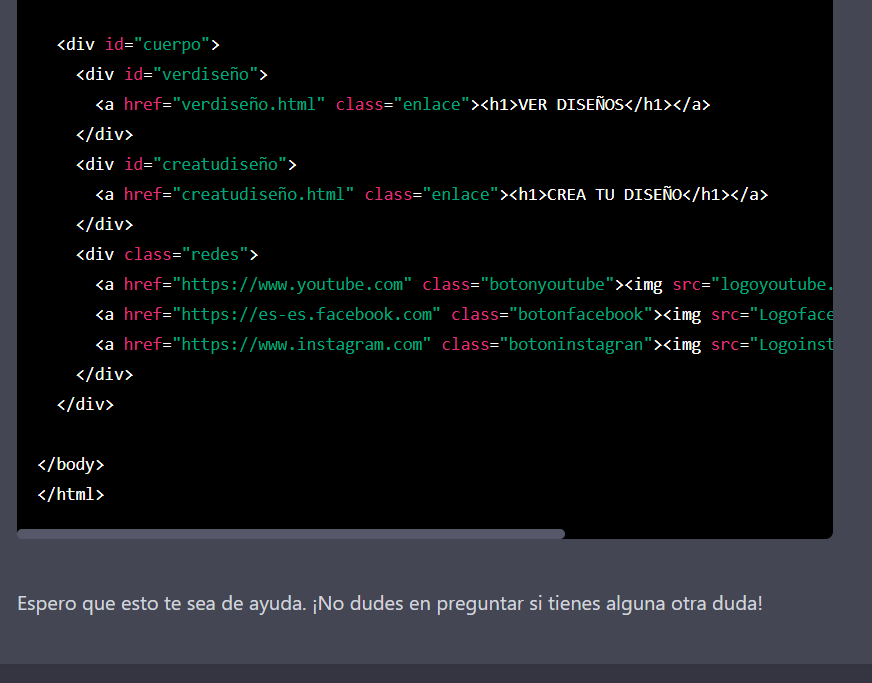 <div id="cuerpo">
<div id="verdiseño">
<a href="verdiseño.html" class="enlace"><h1>VER DISEÑOS</h1></a>
</div>
<div id="creatudiseño">
<a href="creatudiseño.html" class="enlace"><h1>CREA TU DISEÑO</h1></a>
</div>
<div class="redes">
<a href="https://www.youtube.com" class="botonyoutube"><img src="logoyoutube.
<a href="https://es-es.facebook.com" class="botonfacebook"><img src="Logoface
<a href="https://www.instagram.com" class="botoninstagran"><img src="Logoinst
</div>
</div>
</body>
</html>
Espero que esto te sea de ayuda. ¡No dudes en preguntar si tienes alguna otra duda!